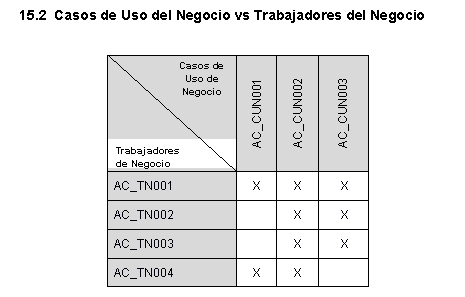 15.2 Casos de Uso del Negocio vs Trabajadores del Negocio
Casos de
Uso de
Negocio
Trabajadores
de Negocio
AC_CUN001
AC_CUN002
AC_CUN003
AC_TN001 X X X
AC_TN002 X X
AC_TN003 X X
AC_TN004 X X